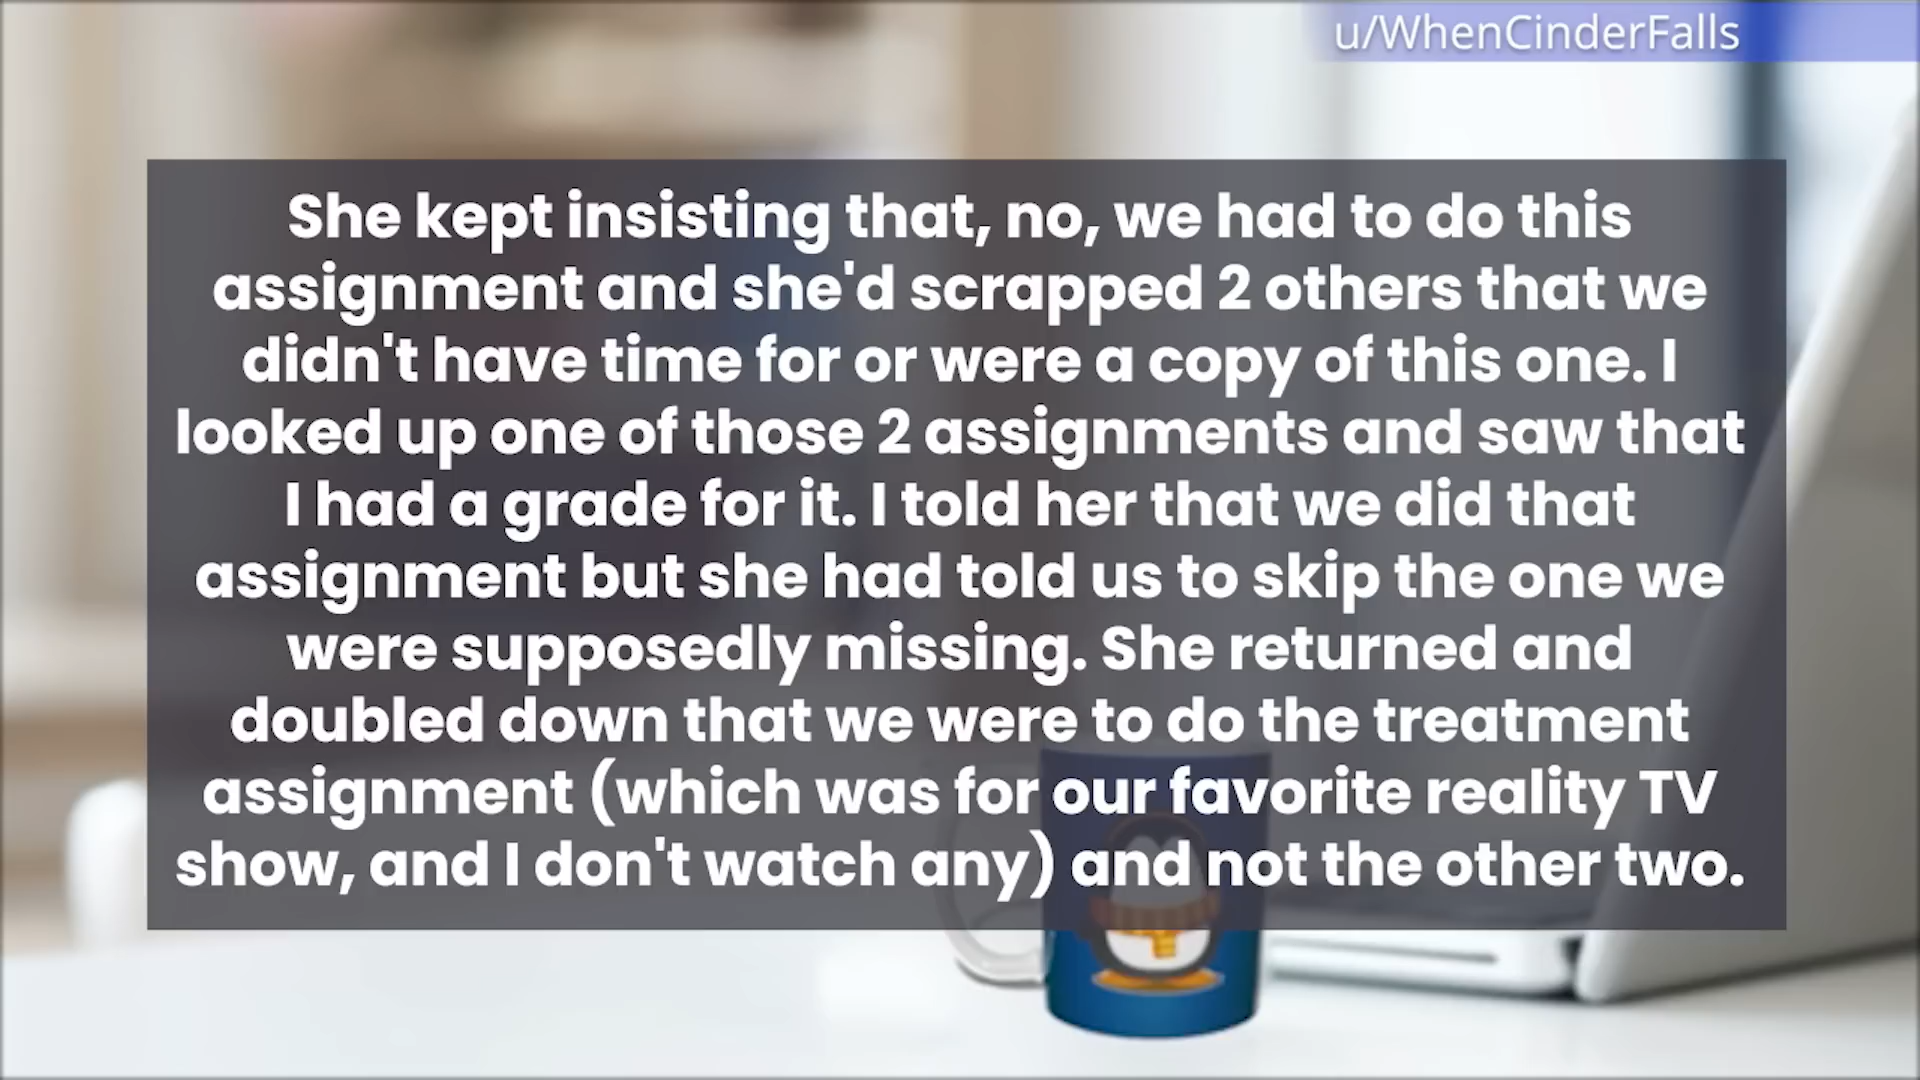 u/WhenCinderFalls
She kept insisting that, no, we had to do this
assignment and she'd scrapped 2 others that we
didn't have time for or were a copy of this one. I
looked up one of those 2 assignments and saw that
I had a grade for it. I told her that we did that
assignment but she had told us to skip the one we
were supposedly missing. She returned and
doubled down that we were to do the treatment
assignment (which was for our favorite reality TV
show, and I don't watch any) and not the other two.